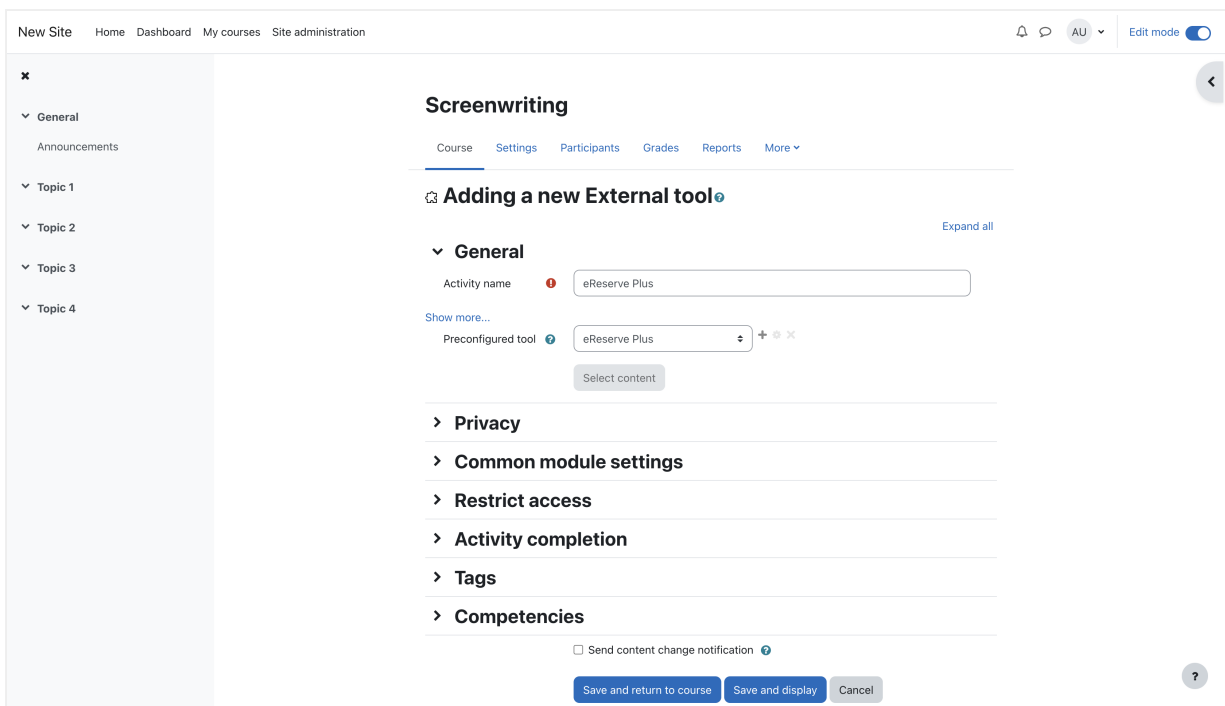 New Site Home Dashboard My courses Site administration AU Edit mode
General
Announcements
Topic 1
Topic 2
Topic 3
Topic 4
Screenwriting
Course Settings Participants Grades Reports More
Adding a new External tool
Expand all
General
Activity name eReserve Plus
Show more...
Preconfigured tool eReserve Plus
Select content
Privacy
Common module settings
Restrict access
Activity completion
Tags
Competencies
Send content change notification
Save and return to course Save and display Cancel
?